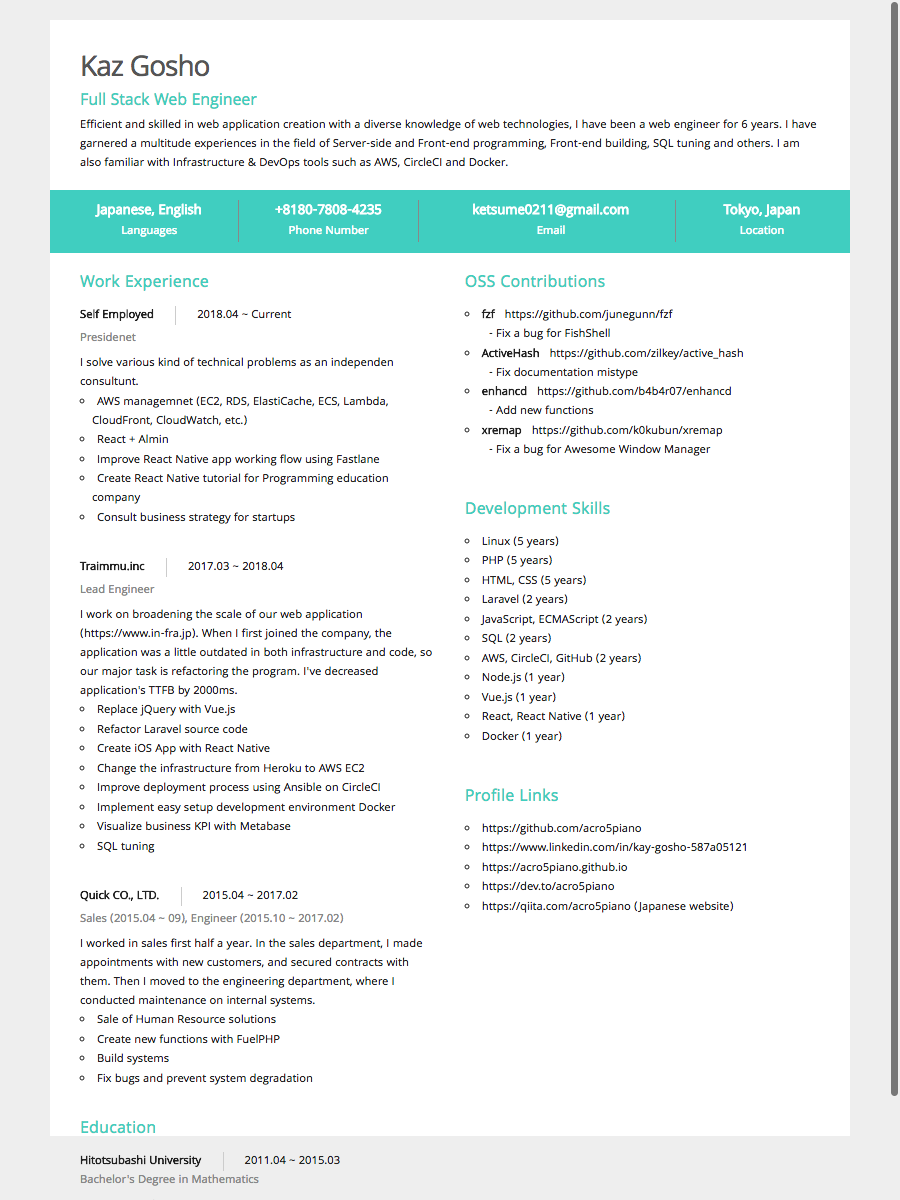 Kaz Gosho
Full Stack Web Engineer
Efficient and skilled in web application creation with a diverse knowledge of web technologies, I have been a web engineer for 6 years. I have
garnered a multitude experiences in the field of Server-side and Front-end programming, Front-end building, SQL tuning and others. I am
also familiar with Infrastructure & DevOps tools such as AWS, CircleCI and Docker.
Japanese, English
Languages
+8180-7808-4235
Phone Number
ketsume0211@gmail.com
Email
Tokyo, Japan
Location
Work Experience
Self Employed 2018.04 ~ Current
Presidenet
I solve various kind of technical problems as an independen
consultunt.
AWS managemnet (EC2, RDS, ElastiCache, ECS, Lambda,
CloudFront, CloudWatch, etc.)
React + Almin
Improve React Native app working flow using Fastlane
Create React Native tutorial for Programming education
company
Consult business strategy for startups
Traimmu.inc 2017.03 ~ 2018.04
Lead Engineer
I work on broadening the scale of our web application
(https://www.in-fra.jp). When I first joined the company, the
application was a little outdated in both infrastructure and code, so
our major task is refactoring the program. I've decreased
application's TTFB by 2000ms.
Replace jQuery with Vue.js
Refactor Laravel source code
Create iOS App with React Native
Change the infrastructure from Heroku to AWS EC2
Improve deployment process using Ansible on CircleCI
Implement easy setup development environment Docker
Visualize business KPI with Metabase
SQL tuning
Quick CO., LTD. 2015.04 ~ 2017.02
Sales (2015.04 ~ 09), Engineer (2015.10 ~ 2017.02)
I worked in sales first half a year. In the sales department, I made
appointments with new customers, and secured contracts with
them. Then I moved to the engineering department, where I
conducted maintenance on internal systems.
Sale of Human Resource solutions
Create new functions with FuelPHP
Build systems
Fix bugs and prevent system degradation
Education
Hitotsubashi University 2011.04 ~ 2015.03
Bachelor's Degree in Mathematics
OSS Contributions
fzf https://github.com/junegunn/fzf
- Fix a bug for FishShell
ActiveHash https://github.com/zilkey/active_hash
- Fix documentation mistype
enhancd https://github.com/b4b4r07/enhancd
- Add new functions
xremap https://github.com/k0kubun/xremap
- Fix a bug for Awesome Window Manager
Development Skills
Linux (5 years)
PHP (5 years)
HTML, CSS (5 years)
Laravel (2 years)
JavaScript, ECMAScript (2 years)
SQL (2 years)
AWS, CircleCI, GitHub (2 years)
Node.js (1 year)
Vue.js (1 year)
React, React Native (1 year)
Docker (1 year)
Profile Links
https://github.com/acro5piano
https://www.linkedin.com/in/kay-gosho-587a05121
https://acro5piano.github.io
https://dev.to/acro5piano
https://qiita.com/acro5piano (Japanese website)